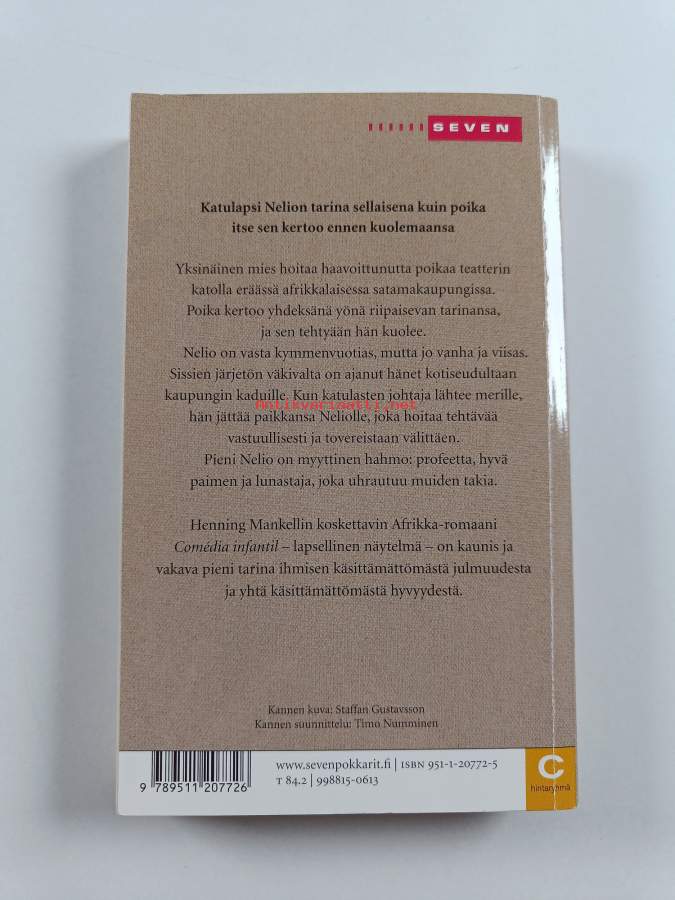 SEVEN
Katulapsi Nelion tarina sellaisena kuin poika
itse sen kertoo ennen kuolemaansa
Yksinäinen mies hoitaa haavoittunutta poikaa teatterin
katolla eräässä afrikkalaisessa satamakaupungissa.
Poika kertoo yhdeksänä yönä riipaisevan tarinansa,
ja sen tehtyään hän kuolee.
Nelio on vasta kymmenvuotias, mutta jo vanha ja viisas.
Sissien järjetön väkivalta on ajanut hänet kotiseudultaan
kaupungin kaduille. Kun katulasten johtaja lähtee merille,
Antikvariaatti.net
hän jättää paikkansa Neliolle, joka hoitaa tehtävää
vastuullisesti ja tovereistaan välittäen.
Pieni Nelio on myyttinen hahmo: profeetta, hyvä
paimen ja lunastaja, joka uhrautuu muiden takia.
Henning Mankellin koskettavin Afrikka-romaani
Comédia infantil – lapsellinen näytelmä – on kaunis ja
vakava pieni tarina ihmisen käsittämättömästä julmuudesta
ja yhtä käsittämättömästä hyvyydestä.
Kannen kuva: Staffan Gustavsson
Kannen suunnittelu: Timo Numminen
www.sevenpokkarit.fi | ISBN 951-1-20772-5
T 84.2 | 998815-0613
9 789511 207726
C
hintaryhmä